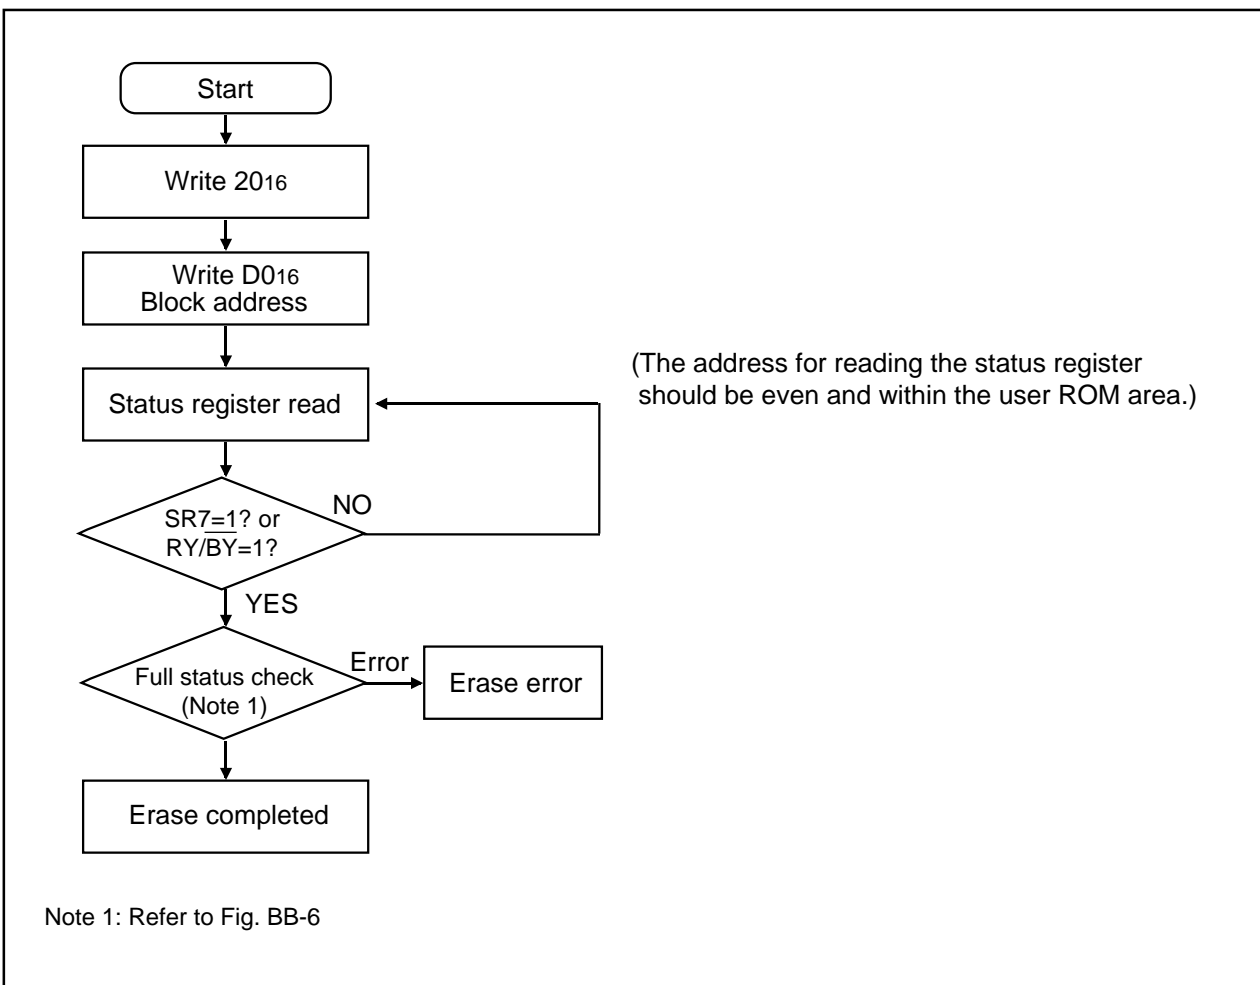 Start
Write 2016
Write D016
Block address
Status register read
(The address for reading the status register
should be even and within the user ROM area.)
NO
SR7=1? or
RY/BY=1?
YES
Full status check
(Note 1)
Error
Erase error
Erase completed
Note 1: Refer to Fig. BB-6